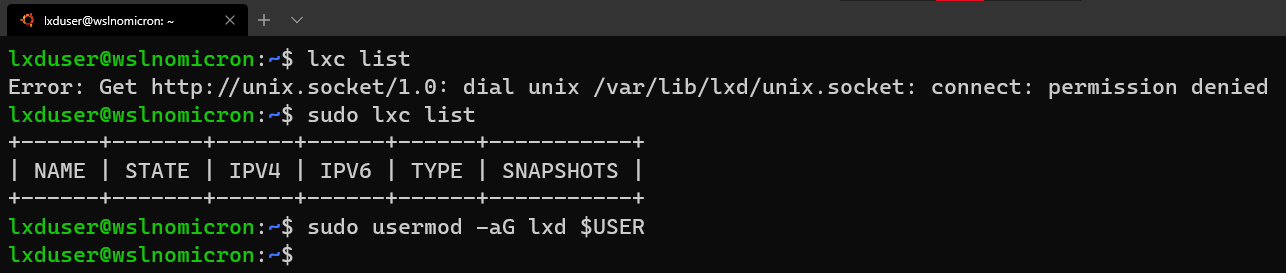 lxduser@wslnomicron: ~
lxduser@wslnomicron:~$ lxc list
Error: Get http://unix.socket/1.0: dial unix /var/lib/lxd/unix.socket: connect: permission denied
lxduser@wslnomicron:~$ sudo lxc list
+------+-------+------+------+------+-----------+
| NAME | STATE | IPV4 | IPV6 | TYPE | SNAPSHOTS |
+------+-------+------+------+------+-----------+
lxduser@wslnomicron:~$ sudo usermod -aG lxd $USER
lxduser@wslnomicron:~$